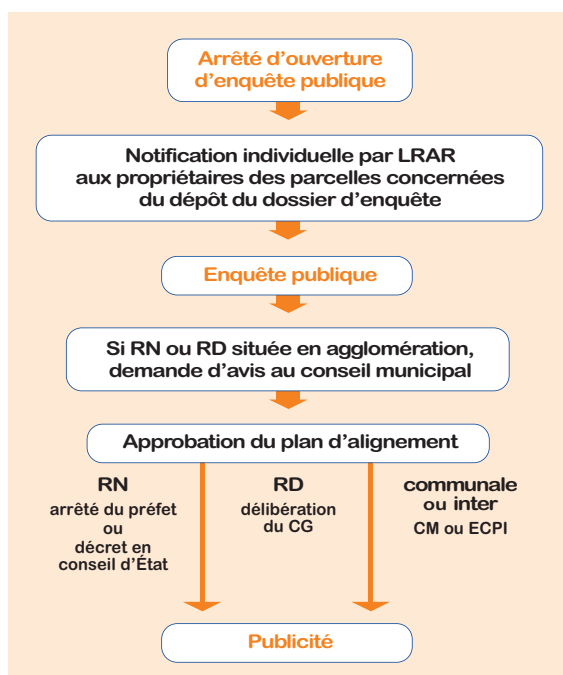 Arrêté d'ouverture
d'enquête publique
Notification individuelle par LRAR
aux propriétaires des parcelles concernées
du dépôt du dossier d'enquête
Enquête publique
Si RN ou RD située en agglomération,
demande d'avis au conseil municipal
Approbation du plan d'alignement
RN
arrêté du préfet
ou
décret en
conseil d'État
RD
délibération
du CG
communale
ou inter
CM ou ECPI
Publicité